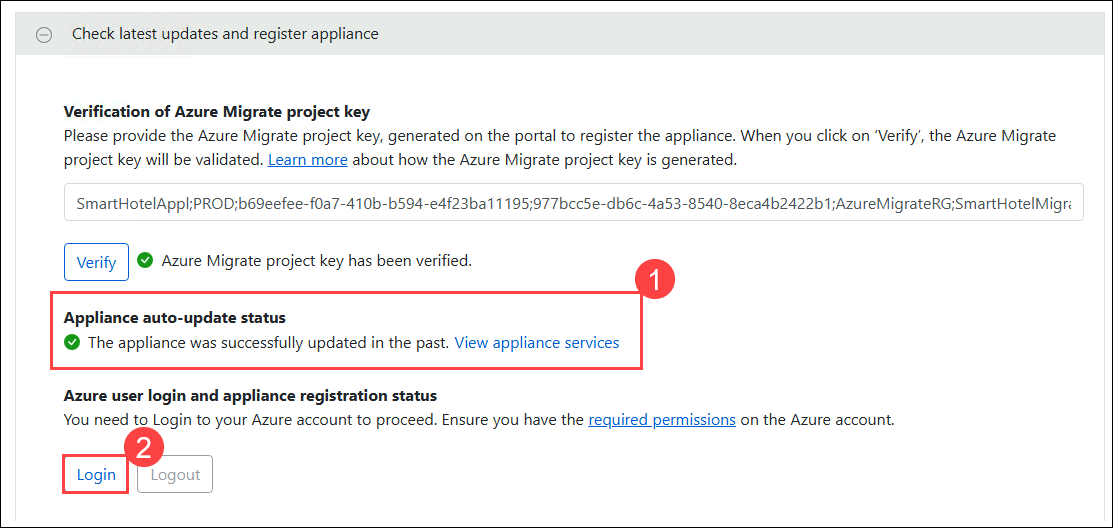 Check latest updates and register appliance
Verification of Azure Migrate project key
Please provide the Azure Migrate project key, generated on the portal to register the appliance. When you click on ‘Verify’, the Azure Migrate
project key will be validated. Learn more about how the Azure Migrate project key is generated.
SmartHotelAppl;PROD;b69eefee-f0a7-410b-b594-e4f23ba11195;977bcc5e-db6c-4a53-8540-8eca4b2422b1;AzureMigrateRG;SmartHotelMigra
Verify Azure Migrate project key has been verified.
1
Appliance auto-update status
The appliance was successfully updated in the past. View appliance services
Azure user login and appliance registration status
You need to Login to your Azure account to proceed. Ensure you have the required permissions on the Azure account.
2
Login Logout